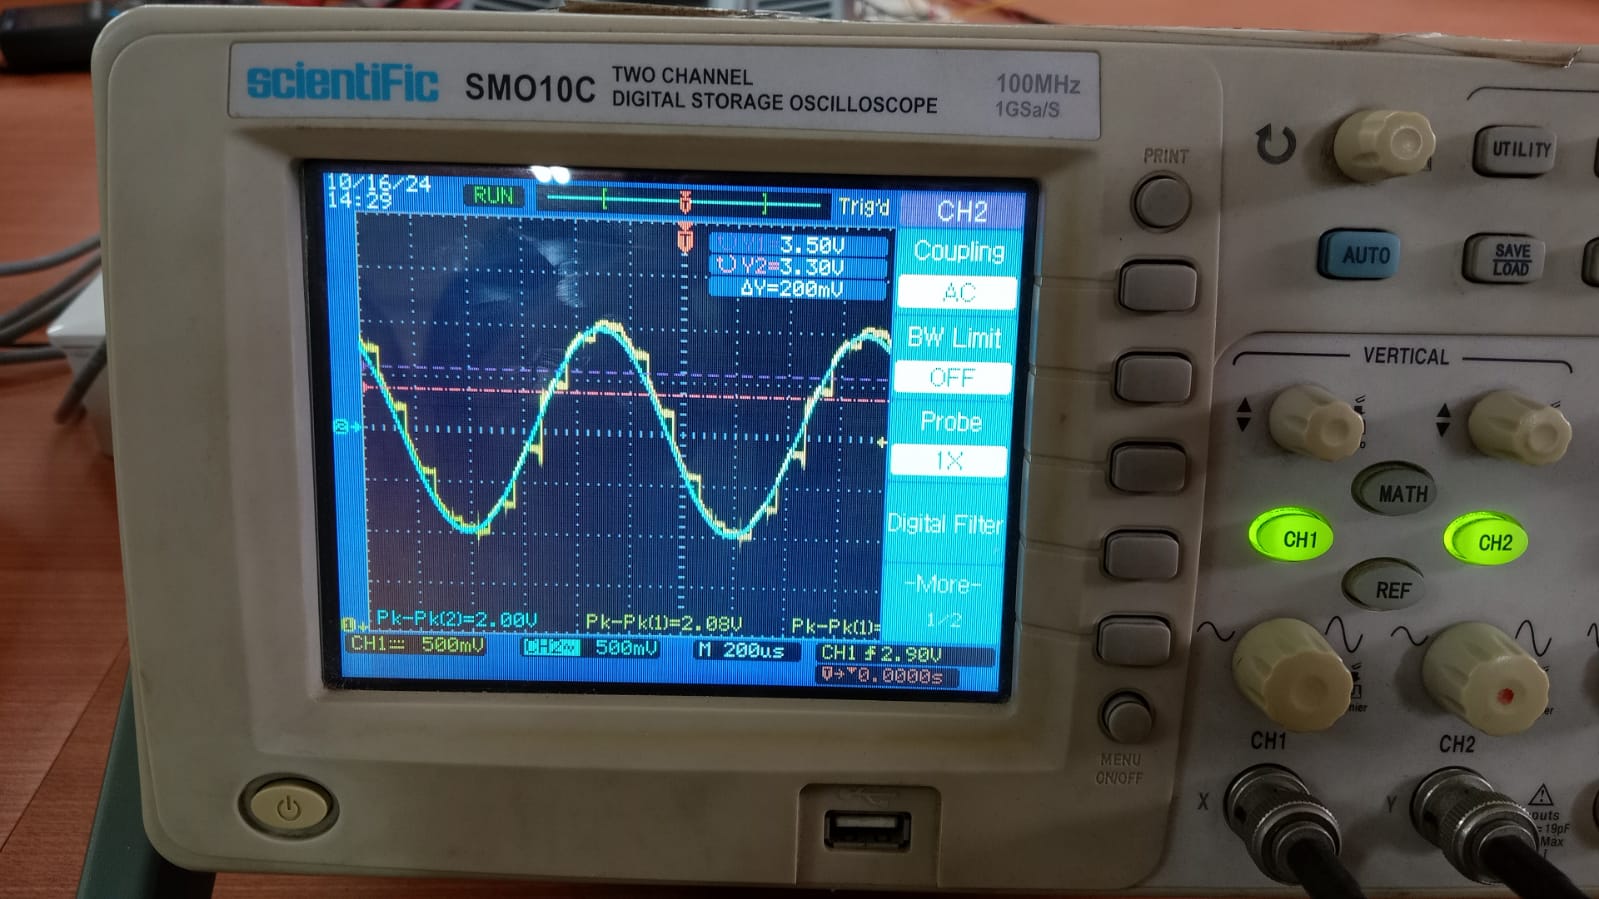 scientiFic SMO10C TWO CHANNEL
DIGITAL STORAGE OSCILLOSCOPE
100MHz
1GSa/S
10/16/24
14:29
RUN
Trig'd
3.50V
Y2=3.30V
ΔY=200mV
CH2
Coupling
AC
BW Limit
OFF
Probe
1X
Digital Filter
-More-
1/2
Pk-Pk(2)=2.00V
Pk-Pk(1)=2.08V
Pk-Pk(1)=
CH1 500mV
CH2 500mV
M 200us
CH1 2.90V
0.0000s
PRINT
UTILITY
AUTO
SAVE
LOAD
VERTICAL
MATH
CH1
CH2
REF
CH1
CH2
MENU
ON/OFF
X
Y
19pF
Max